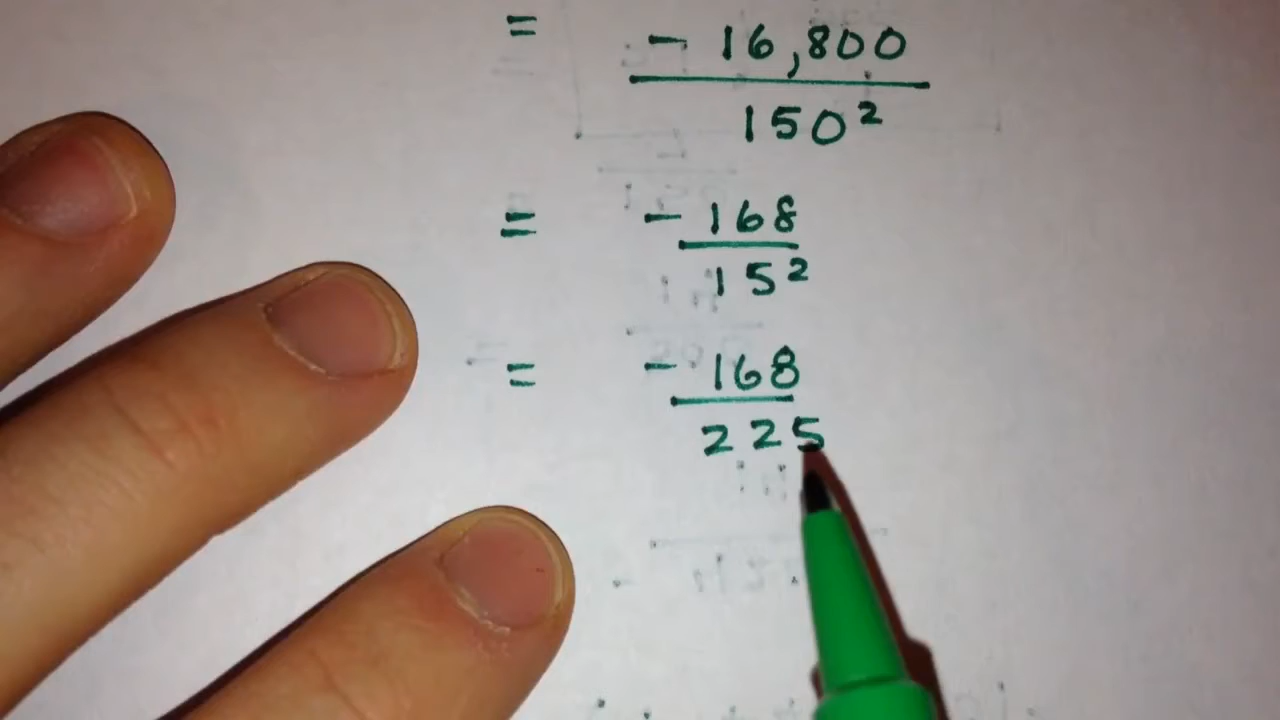 = - 16,800
150²
= - 168
15²
= - 168
225